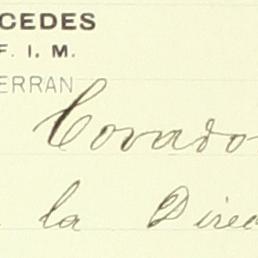 CEDES
F. I. M.
ERRAN
Covado
la Direc